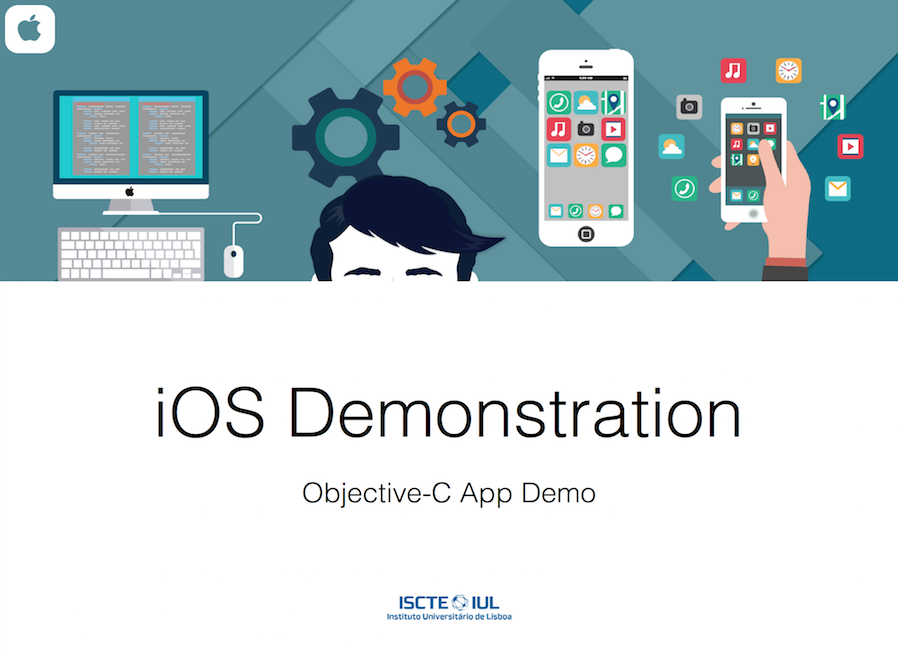 iOS Demonstration
Objective-C App Demo
ISCTE IUL
Instituto Universitário de Lisboa